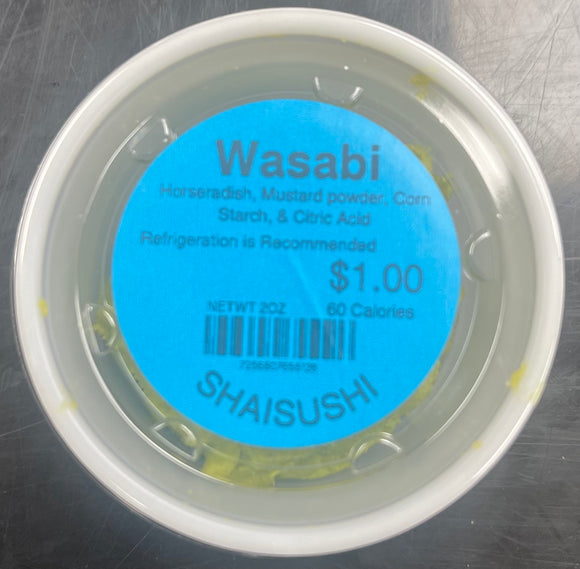 Wasabi
Horseradish, Mustard powder, Corn
Starch, & Citric Acid
Refrigeration is Recommended
$1.00
NETWT 2OZ 60 Calories
SHAISUSHI